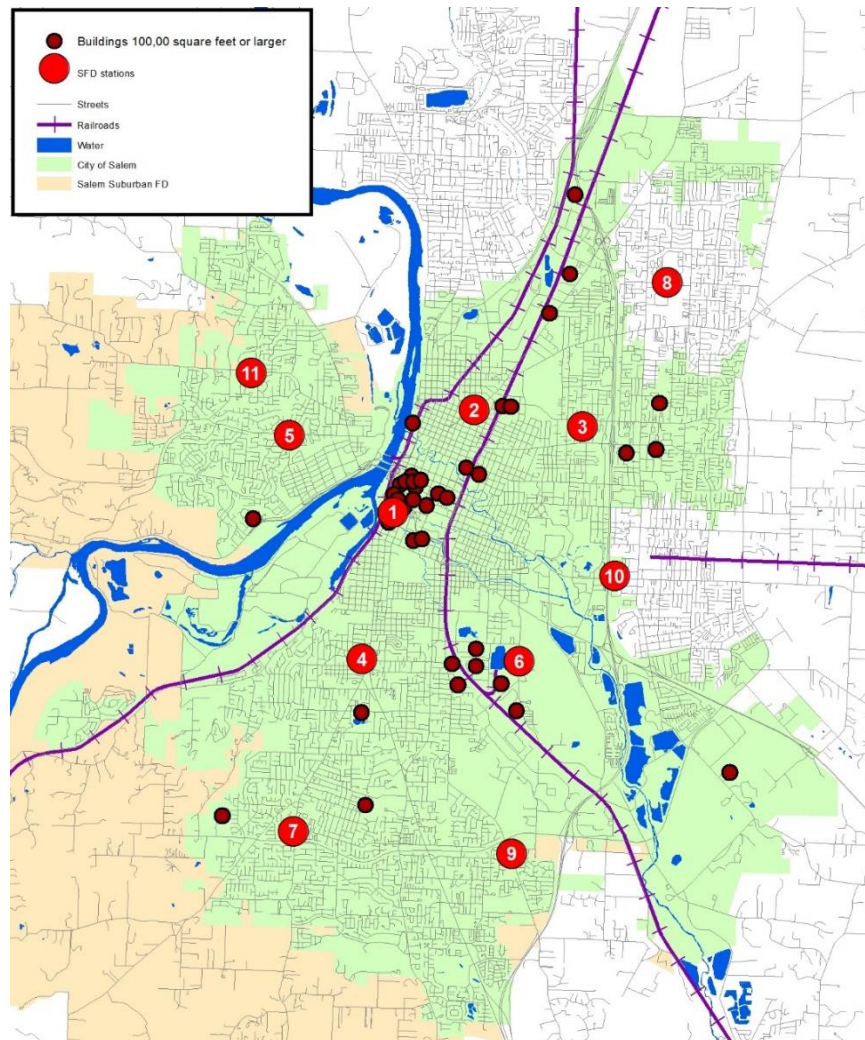 Buildings 100,00 square feet or larger
SFD stations
Streets
Railroads
Water
City of Salem
Salem Suburban FD
8
11
2
3
5
1
10
4
6
7
9